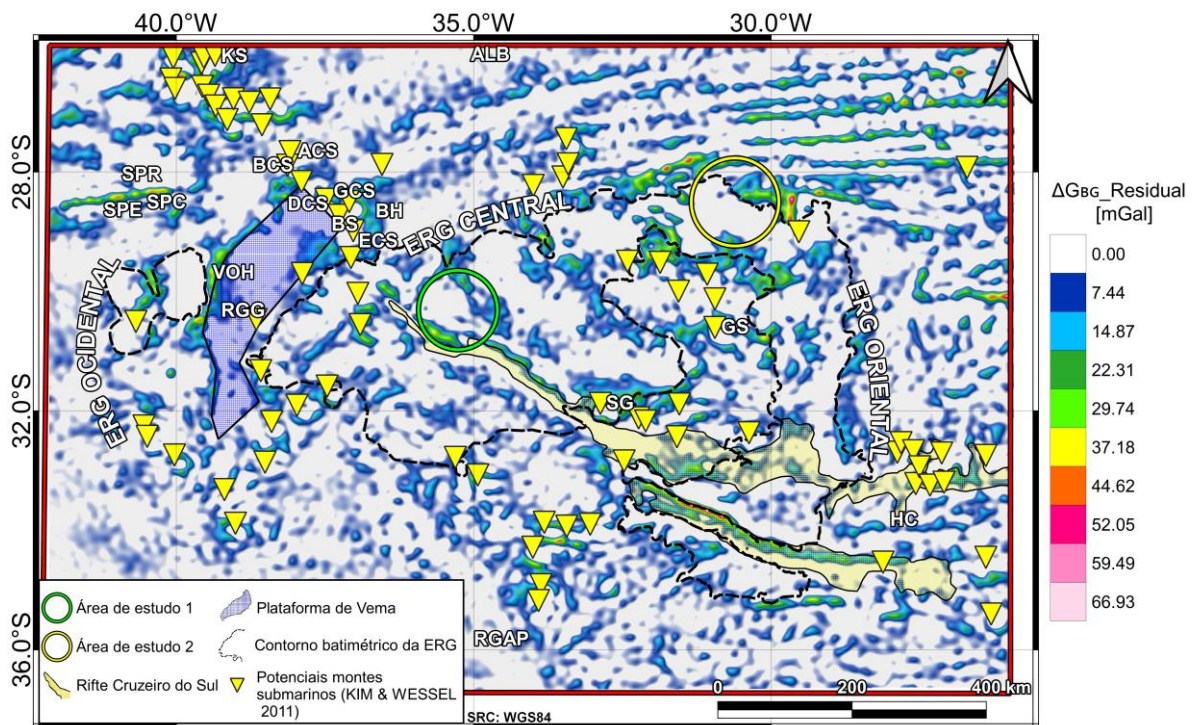 40.0°W 35.0°W 30.0°W
KS
ALB
28.0°S
BCS
ACS
SPR
SPE
SPC
GCS
DCS
BH
BS
ECS
ERG CENTRAL
VOH
RGG
ERG OCIDENTAL
GS
ERG ORIENTAL
32.0°S
SG
HC
36.0°S
RGAP
ΔGBG_Residual
[mGal]
0.00
7.44
14.87
22.31
29.74
37.18
44.62
52.05
59.49
66.93
Área de estudo 1
Plataforma de Vema
Área de estudo 2
Contorno batimétrico da ERG
Rifte Cruzeiro do Sul
Potenciais montes
submarinos (KIM & WESSEL
2011)
0 200 400 km
SRC: WGS84